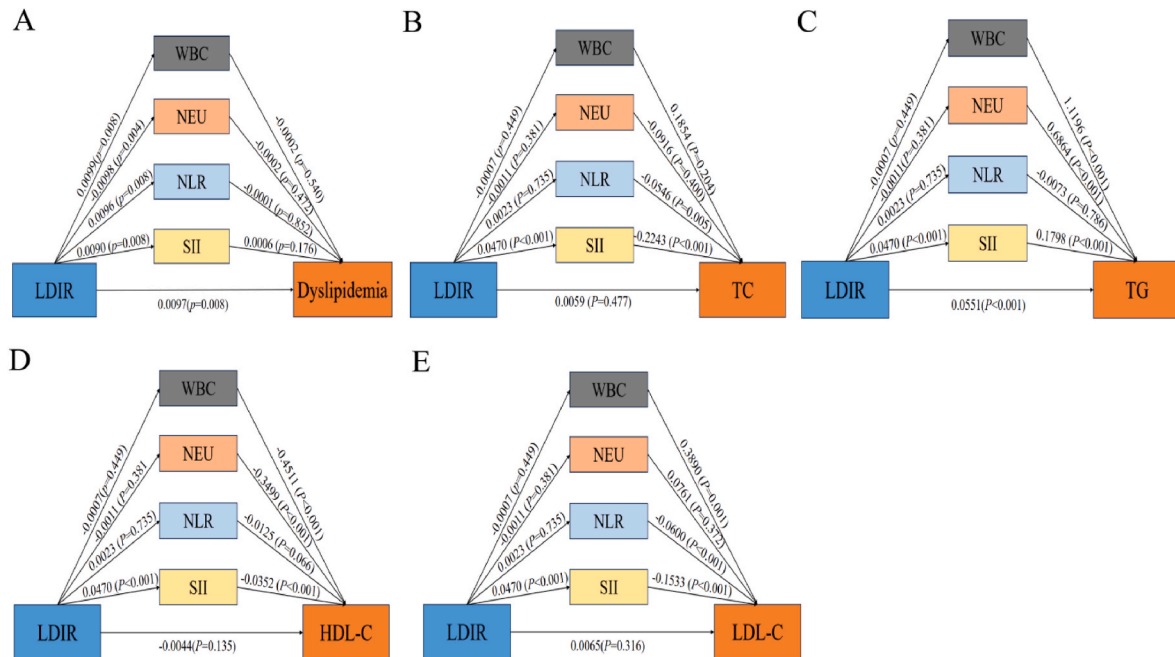 A
WBC
NEU
NLR
SII
LDIR
Dyslipidemia
0.0099(p=0.008)
-0.0098 (p=0.004)
0.0096 (p=0.008)
0.0090 (p=0.008)
-0.0002 (p=0.540)
-0.0002 (p=0.472)
-0.0001 (p=0.852)
0.0006 (p=0.176)
0.0097(p=0.008)
B
WBC
NEU
NLR
SII
LDIR
TC
-0.0007 (p=0.449)
-0.0011 (P=0.381)
0.0023 (P=0.735)
0.0470 (P<0.001)
0.1854 (P=0.204)
-0.0916 (P=0.400)
-0.0546 (P=0.005)
-0.2243 (P<0.001)
0.0059 (P=0.477)
C
WBC
NEU
NLR
SII
LDIR
TG
-0.0007 (p=0.449)
-0.0011(P=0.381)
0.0023 (P=0.735)
0.0470 (P<0.001)
1.1196 (P<0.001)
0.6864 (P<0.001)
-0.0073 (P=0.786)
0.1798 (P<0.001)
0.0551(P<0.001)
D
WBC
NEU
NLR
SII
LDIR
HDL-C
-0.0007(p=0.449)
-0.0011 (P=0.381
0.0023 (P=0.735)
0.0470 (P<0.001)
-0.4511 (P<0.001)
-0.3499 (P<0.001)
-0.0125 (P=0.066)
-0.0352 (P<0.001)
-0.0044(P=0.135)
E
WBC
NEU
NLR
SII
LDIR
LDL-C
-0.0007 (p=0.449)
-0.0011 (P=0.381)
0.0023 (P=0.735)
0.0470 (P<0.001)
0.3890 (P=0.001)
0.0761 (P=0.372)
-0.0600 (P<0.001)
-0.1533 (P<0.001)
0.0065(P=0.316)